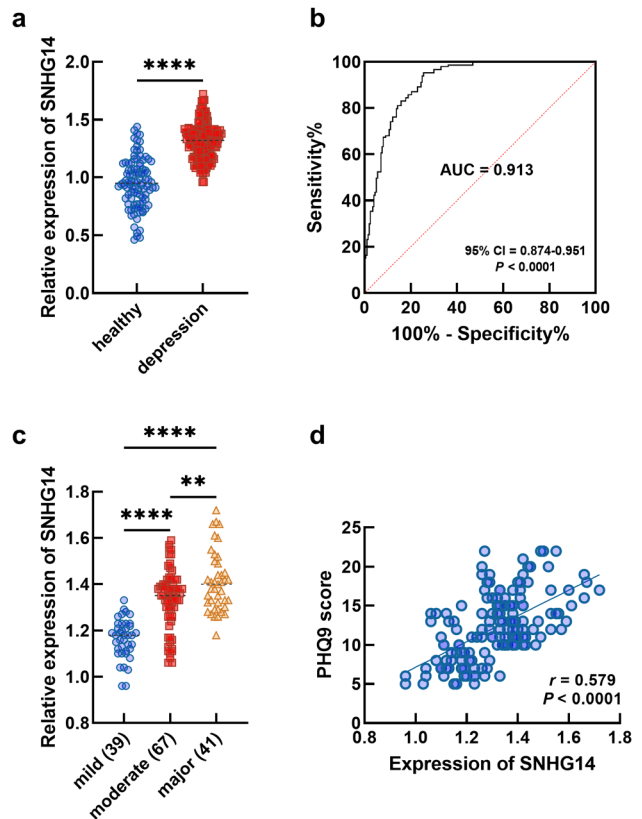 a
Relative expression of SNHG14
2.0
1.5
1.0
0.5
0.0
****
healthy
depression
b
Sensitivity%
100
80
60
40
20
0
AUC = 0.913
95% CI = 0.874-0.951
P < 0.0001
0 20 40 60 80 100
100% - Specificity%
c
Relative expression of SNHG14
1.8
1.6
1.4
1.2
1.0
0.8
****
****
**
mild (39)
moderate (67)
major (41)
d
PHQ9 score
25
20
15
10
5
0
r = 0.579
P < 0.0001
0.8 1.0 1.2 1.4 1.6 1.8
Expression of SNHG14